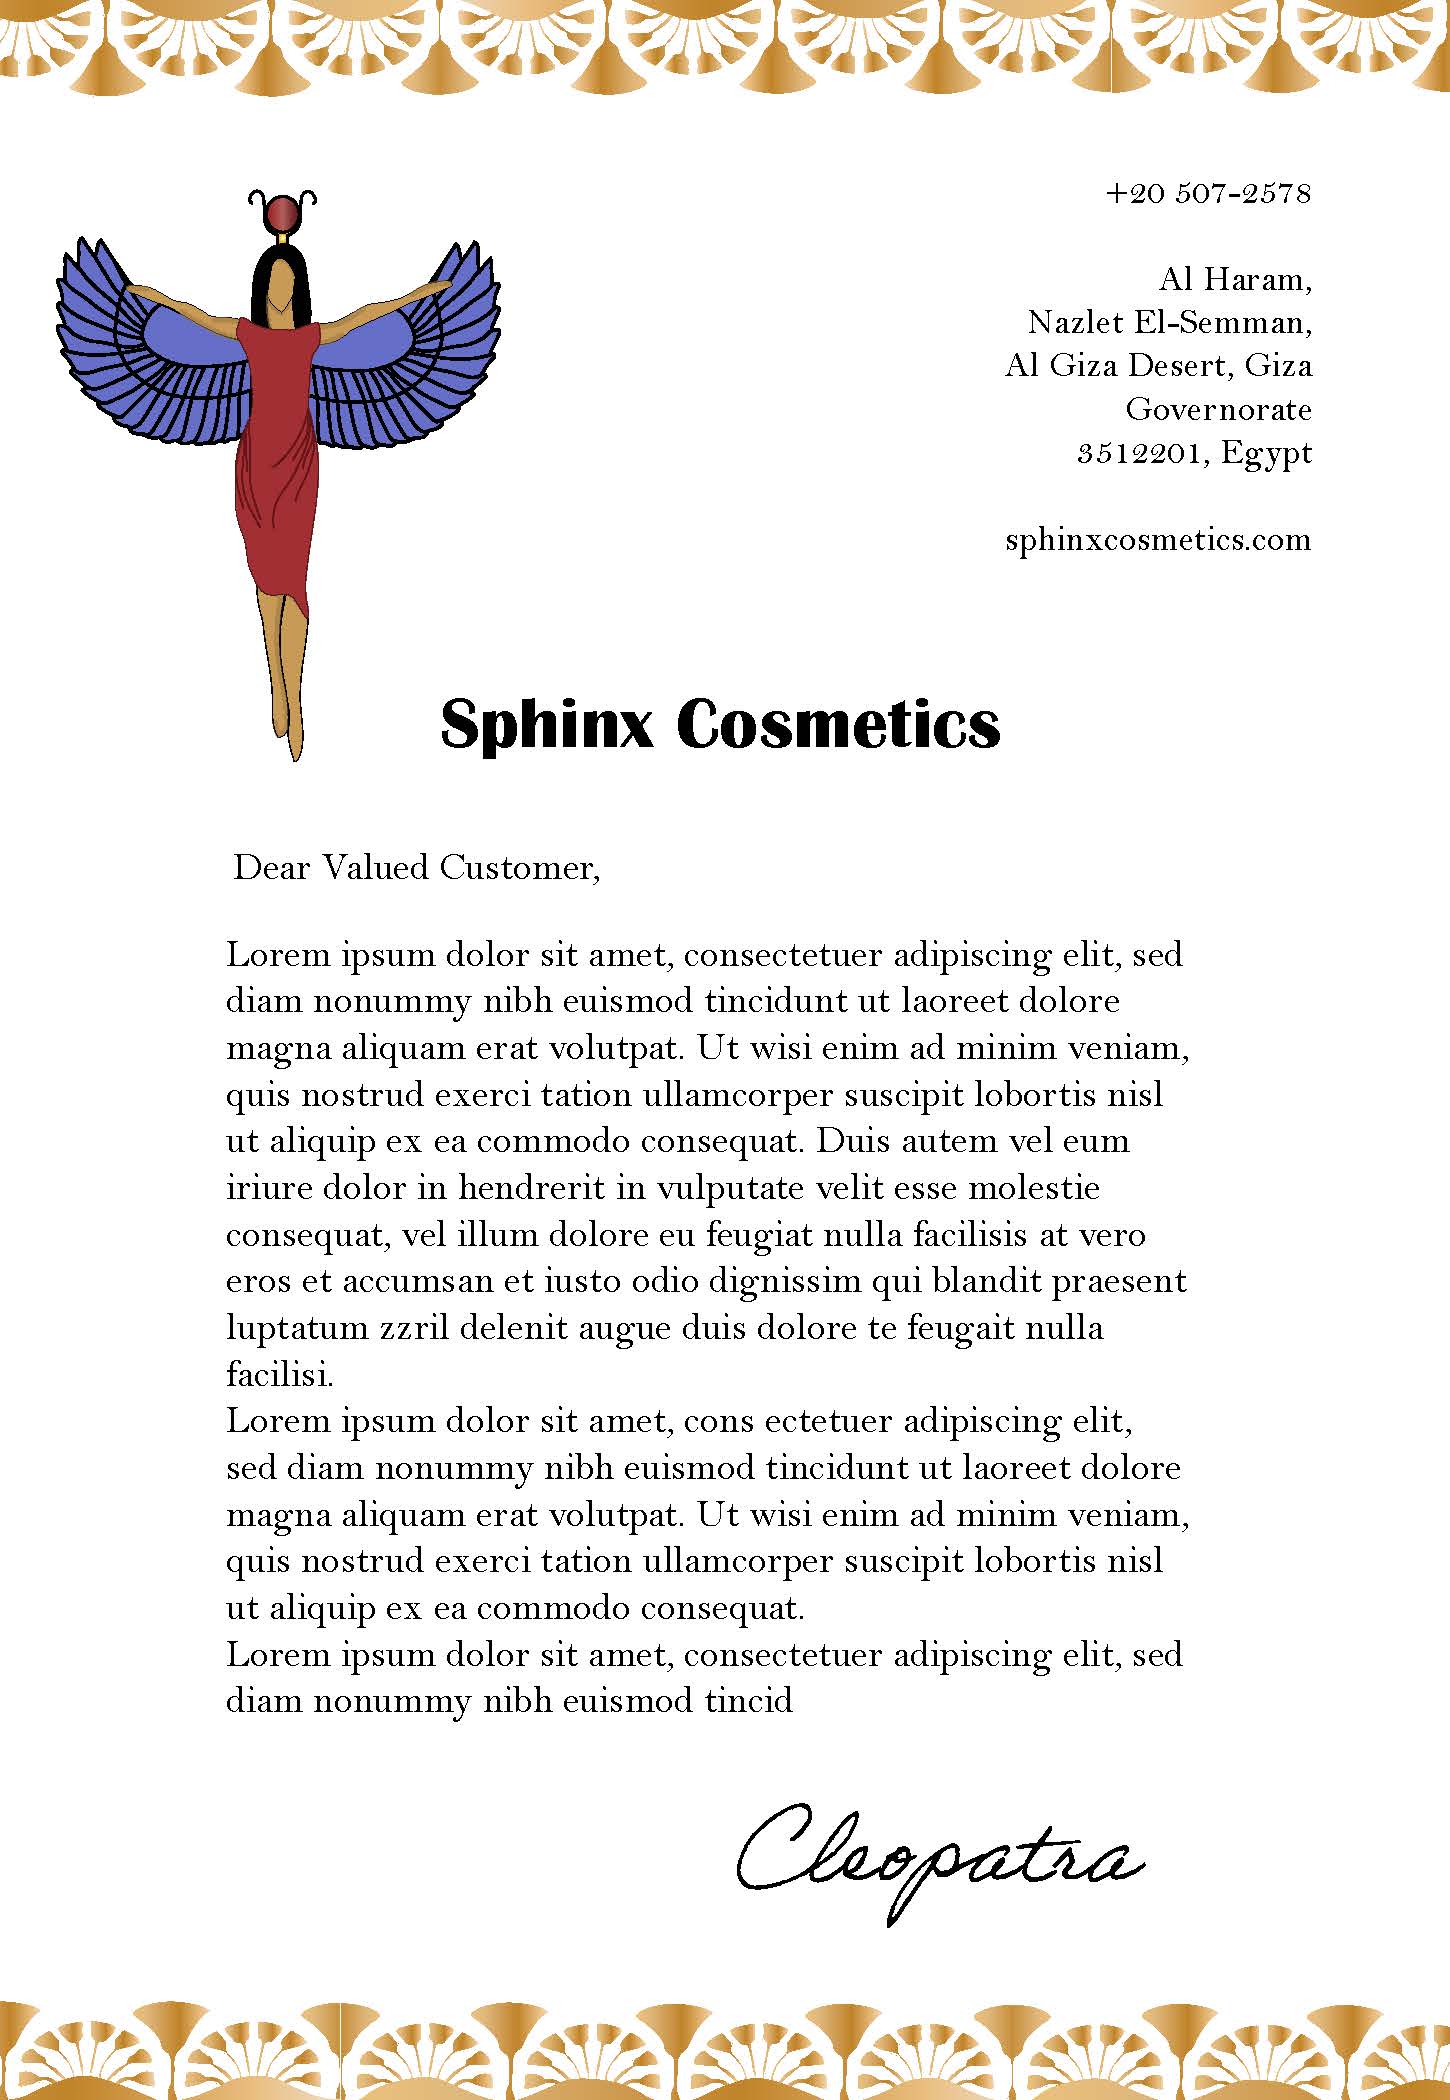 +20 507-2578
Al Haram,
Nazlet El-Semman,
Al Giza Desert, Giza
Governorate
3512201, Egypt
sphinxcosmetics.com
Sphinx Cosmetics
Dear Valued Customer,
Lorem ipsum dolor sit amet, consectetuer adipiscing elit, sed
diam nonummy nibh euismod tincidunt ut laoreet dolore
magna aliquam erat volutpat. Ut wisi enim ad minim veniam,
quis nostrud exerci tation ullamcorper suscipit lobortis nisl
ut aliquip ex ea commodo consequat. Duis autem vel eum
iriure dolor in hendrerit in vulputate velit esse molestie
consequat, vel illum dolore eu feugiat nulla facilisis at vero
eros et accumsan et iusto odio dignissim qui blandit praesent
luptatum zzril delenit augue duis dolore te feugait nulla
facilisi.
Lorem ipsum dolor sit amet, cons ectetuer adipiscing elit,
sed diam nonummy nibh euismod tincidunt ut laoreet dolore
magna aliquam erat volutpat. Ut wisi enim ad minim veniam,
quis nostrud exerci tation ullamcorper suscipit lobortis nisl
ut aliquip ex ea commodo consequat.
Lorem ipsum dolor sit amet, consectetuer adipiscing elit, sed
diam nonummy nibh euismod tincid
Cleopatra